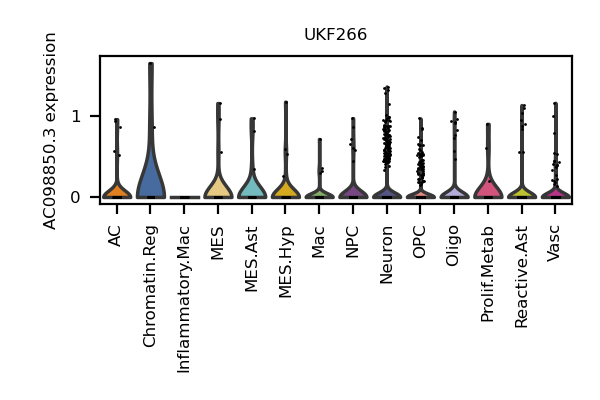 UKF266
AC098850.3 expression
1
0
AC
Chromatin.Reg
Inflammatory.Mac
MES
MES.Ast
MES.Hyp
Mac
NPC
Neuron
OPC
Oligo
Prolif.Metab
Reactive.Ast
Vasc